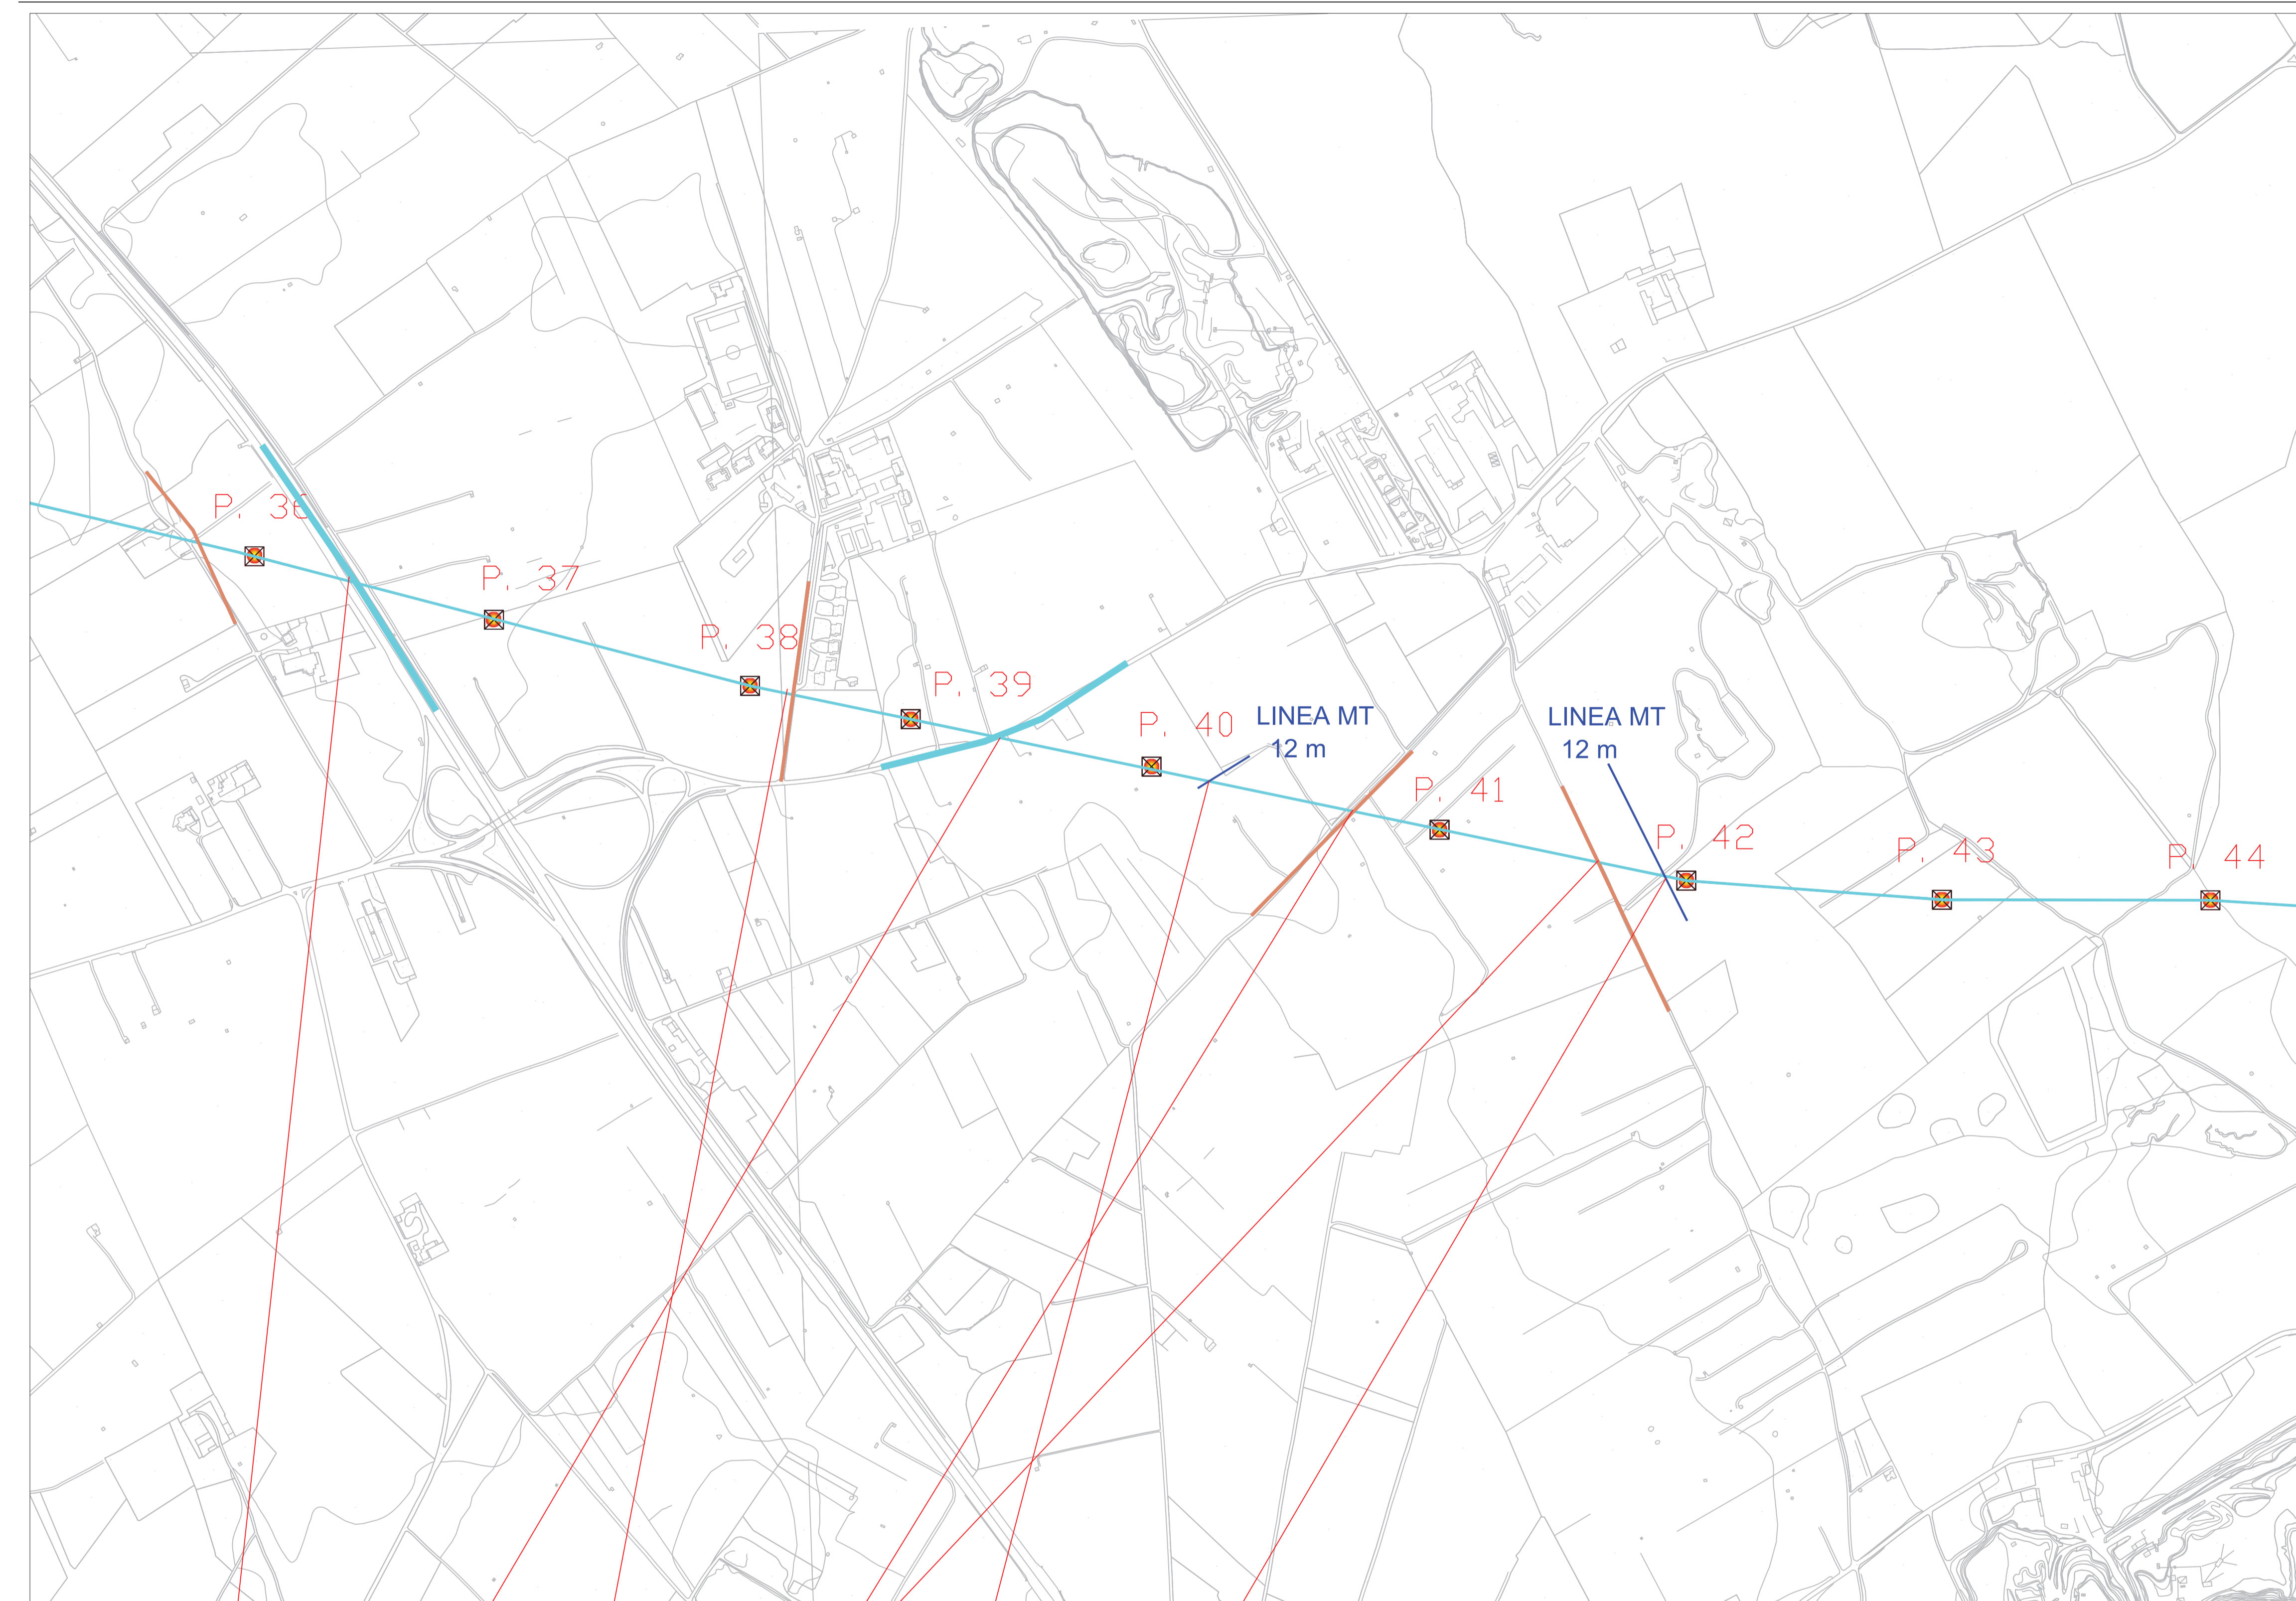 P. 36
P. 37
P. 38
P. 39
P. 40
LINEA MT
12 m
LINEA MT
12 m
P. 41
P. 42
P. 43
P. 44